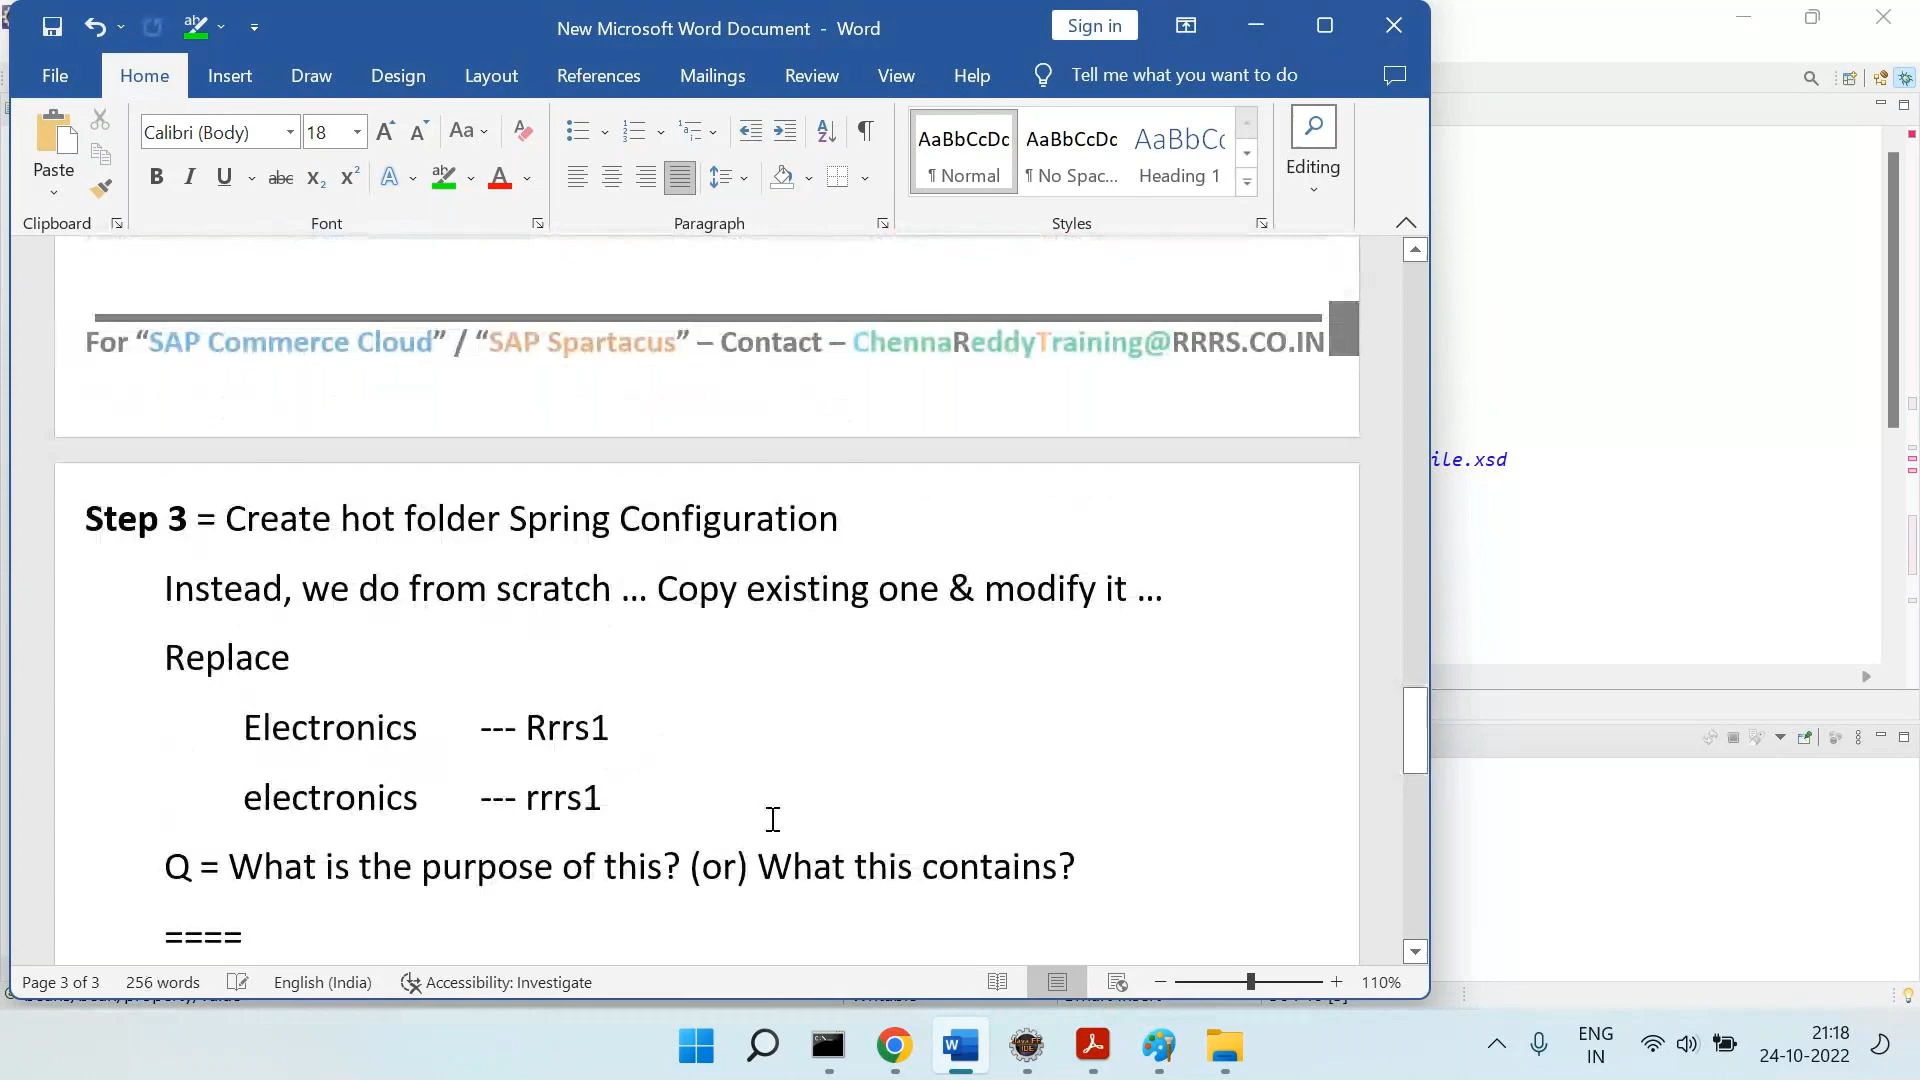 New Microsoft Word Document - Word
Sign in
File Home Insert Draw Design Layout References Mailings Review View Help Tell me what you want to do
Paste
Calibri (Body) 18
AaBbCcDc AaBbCcDc AaBbCc
¶ Normal ¶ No Spac... Heading 1
Editing
Clipboard Font Paragraph Styles
For “SAP Commerce Cloud” / “SAP Spartacus” – Contact – ChennaReddyTraining@RRRS.CO.IN
ile.xsd
Step 3 = Create hot folder Spring Configuration
Instead, we do from scratch ... Copy existing one & modify it ...
Replace
Electronics --- Rrrs1
electronics --- rrrs1
Q = What is the purpose of this? (or) What this contains?
====
Page 3 of 3 256 words English (India) Accessibility: Investigate 110%
ENG
IN
21:18
24-10-2022